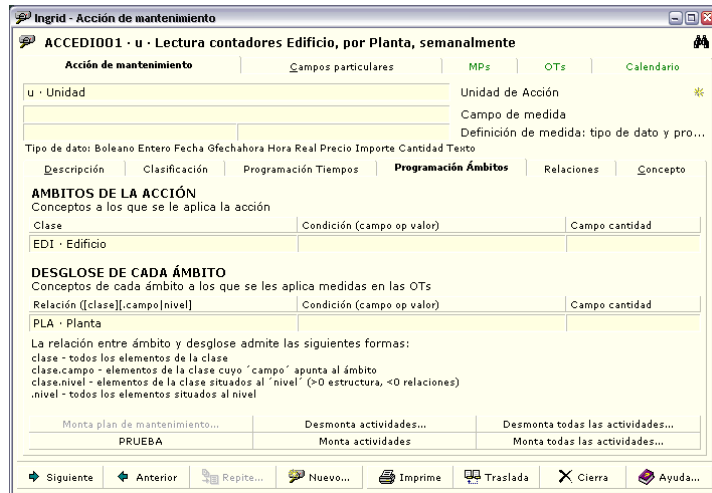 Ingrid - Acción de mantenimiento
ACCEDI001 · u · Lectura contadores Edificio, por Planta, semanalmente
Acción de mantenimiento Campos particulares MPs OTs Calendario
u · Unidad Unidad de Acción
Campo de medida
Definición de medida: tipo de dato y pro...
Tipo de dato: Boleano Entero Fecha Gfechahora Hora Real Precio Importe Cantidad Texto
Descripción Clasificación Programación Tiempos Programación Ámbitos Relaciones Concepto
AMBITOS DE LA ACCIÓN
Conceptos a los que se le aplica la acción
Clase Condición (campo op valor) Campo cantidad
EDI · Edificio
DESGLOSE DE CADA ÁMBITO
Conceptos de cada ámbito a los que se les aplica medidas en las OTs
Relación ([clase][.campo|nivel] Condición (campo op valor) Campo cantidad
PLA · Planta
La relación entre ámbito y desglose admite las siguientes formas:
clase - todos los elementos de la clase
clase.campo - elementos de la clase cuyo ´campo´ apunta al ámbito
clase.nivel - elementos de la clase situados al ´nivel´ (>0 estructura, <0 relaciones)
.nivel - todos los elementos situados al nivel
Monta plan de mantenimiento... Desmonta actividades... Desmonta todas las actividades...
PRUEBA Monta actividades Monta todas las actividades...
Siguiente Anterior Repite... Nuevo... Imprime Traslada Cierra Ayuda...